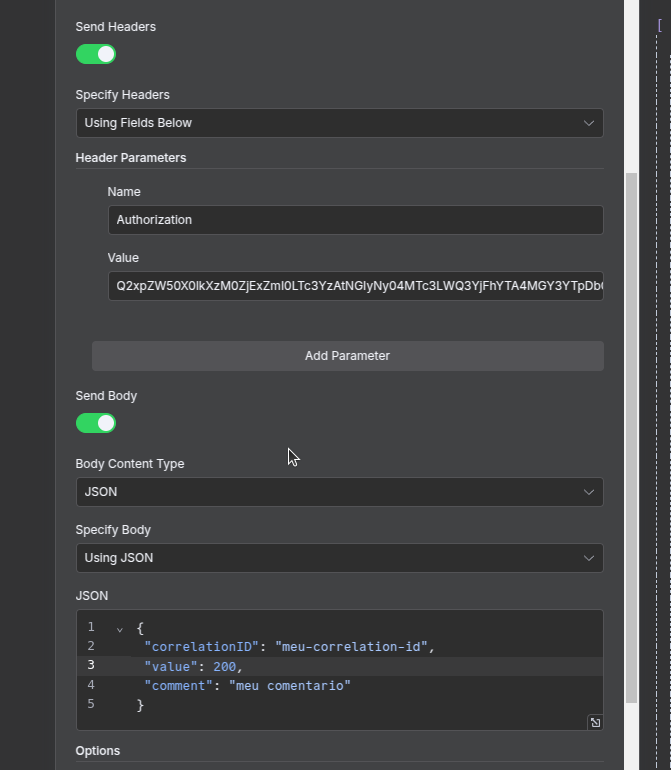 Send Headers
[
Specify Headers
Using Fields Below
Header Parameters
Name
Authorization
Value
Add Parameter
Send Body
Body Content Type
JSON
Specify Body
Using JSON
JSON
1 {
2 "correlationID": "meu-correlation-id",
3 "value": 200,
4 "comment": "meu comentario"
5 }
Options